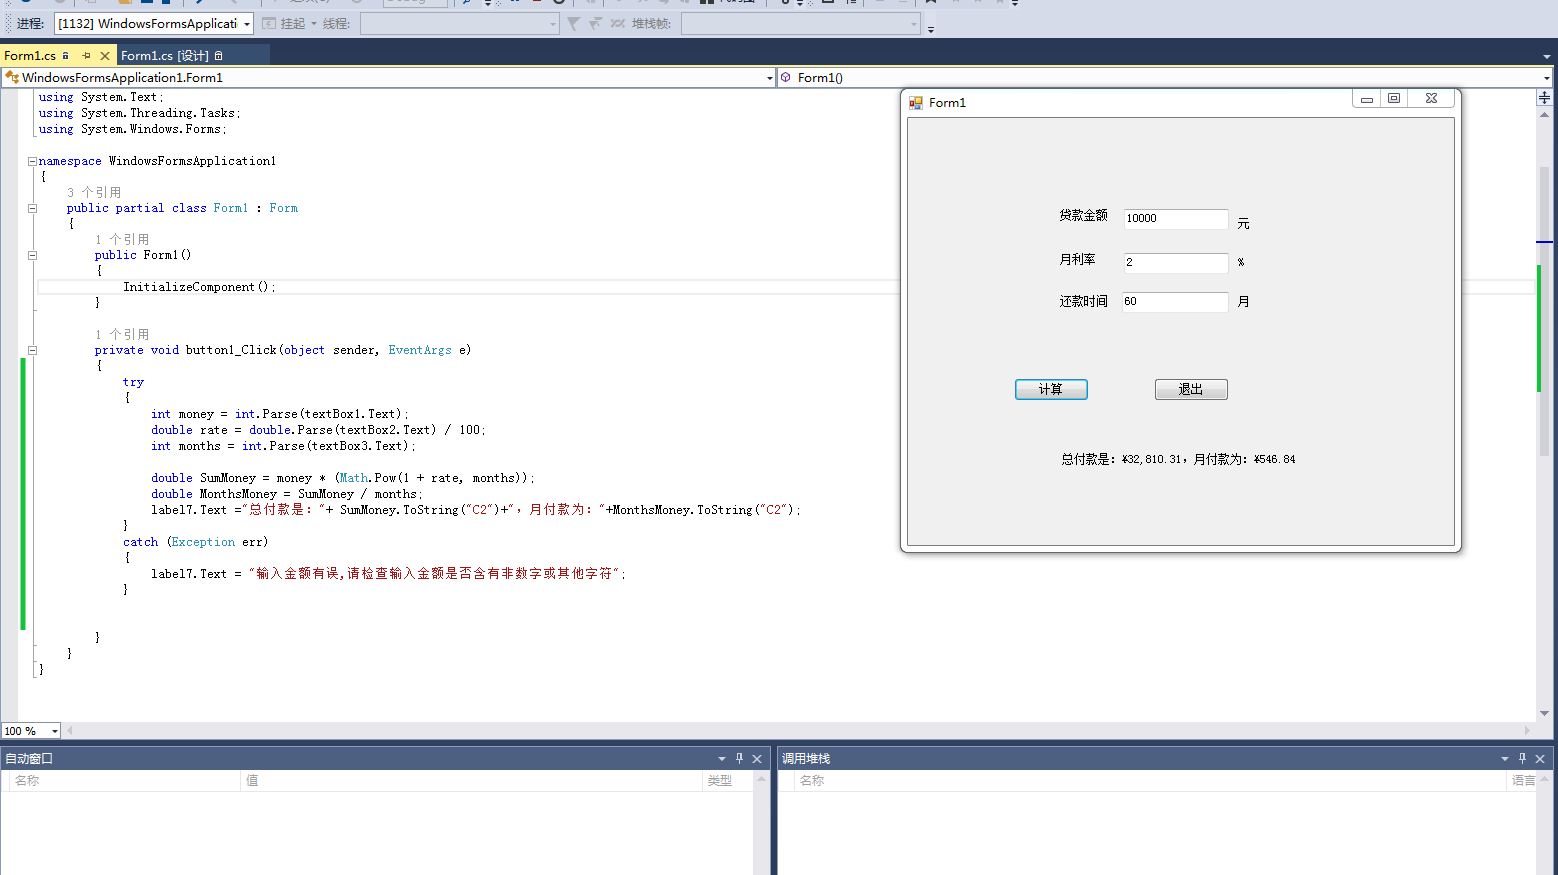 进程: [1132] WindowsFormsApplicati 挂起 线程: 堆栈帧:
Form1.cs Form1.cs [设计]
WindowsFormsApplication1.Form1 Form1()
using System.Text;
using System.Threading.Tasks;
using System.Windows.Forms;
namespace WindowsFormsApplication1
{
3 个引用
public partial class Form1 : Form
{
1 个引用
public Form1()
{
InitializeComponent();
}
1 个引用
private void button1_Click(object sender, EventArgs e)
{
try
{
int money = int.Parse(textBox1.Text);
double rate = double.Parse(textBox2.Text) / 100;
int months = int.Parse(textBox3.Text);
double SumMoney = money * (Math.Pow(1 + rate, months));
double MonthsMoney = SumMoney / months;
label7.Text ="总付款是："+ SumMoney.ToString("C2")+"，月付款为："+MonthsMoney.ToString("C2");
}
catch (Exception err)
{
label7.Text = "输入金额有误,请检查输入金额是否含有非数字或其他字符";
}
}
}
}
Form1
贷款金额 10000 元
月利率 2 %
还款时间 60 月
计算 退出
总付款是：¥32,810.31，月付款为：¥546.84
100 %
自动窗口
名称 值 类型
调用堆栈
名称 语言